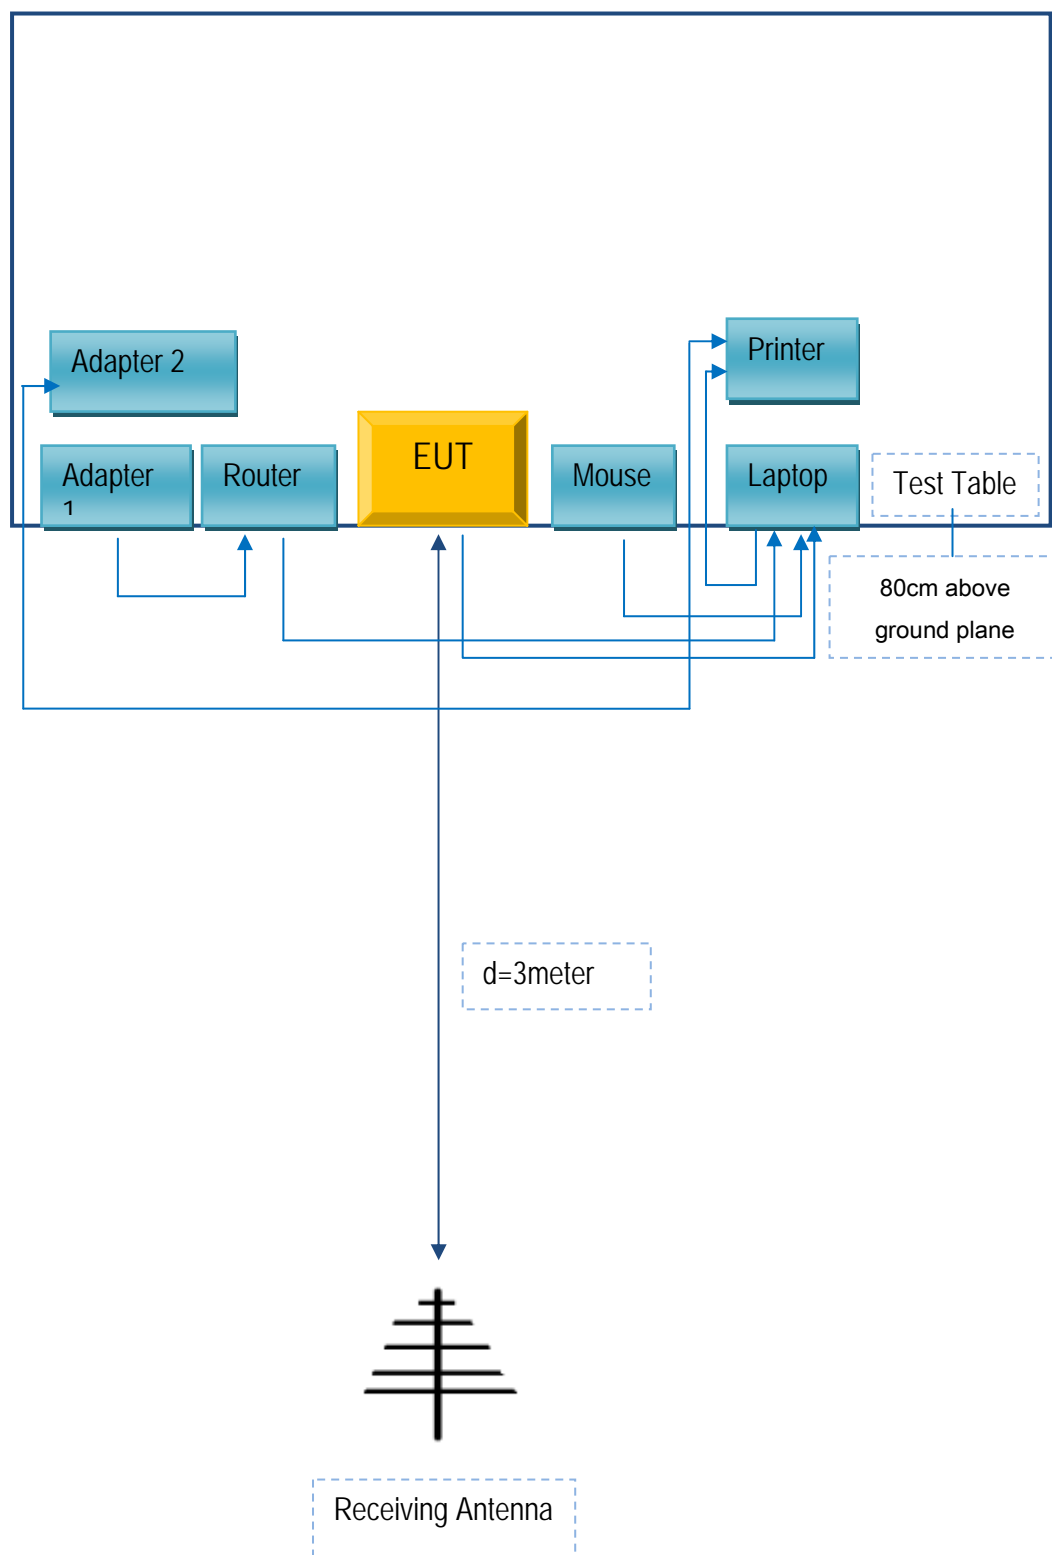 Adapter 2
Printer
EUT
Adapter
1
Router
Mouse
Laptop
Test Table
80cm above
ground plane
d=3meter
Receiving Antenna